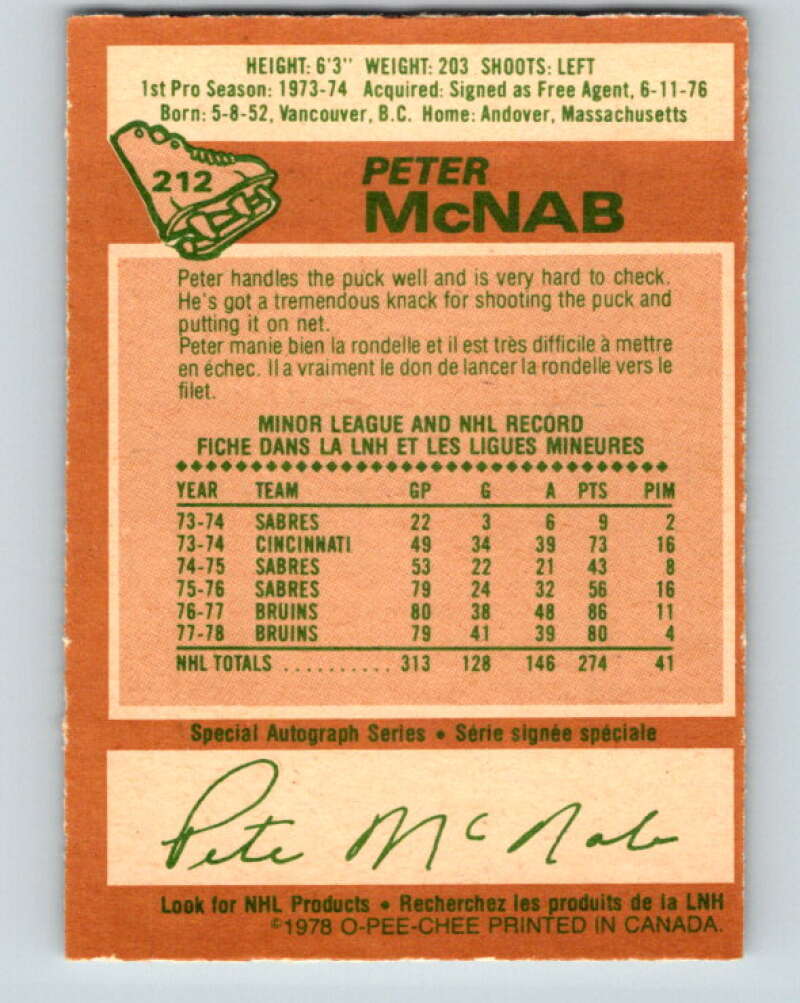 HEIGHT: 6'3" WEIGHT: 203 SHOOTS: LEFT
1st Pro Season: 1973-74 Acquired: Signed as Free Agent, 6-11-76
Born: 5-8-52, Vancouver, B.C. Home: Andover, Massachusetts
212
PETER
McNAB
Peter handles the puck well and is very hard to check.
He's got a tremendous knack for shooting the puck and
putting it on net.
Peter manie bien la rondelle et il est très difficile à mettre
en échec. Il a vraiment le don de lancer la rondelle vers le
filet.
MINOR LEAGUE AND NHL RECORD
FICHE DANS LA LNH ET LES LIGUES MINEURES
YEAR TEAM GP G A PTS PIM
73-74 SABRES 22 3 6 9 2
73-74 CINCINNATI 49 34 39 73 16
74-75 SABRES 53 22 21 43 8
75-76 SABRES 79 24 32 56 16
76-77 BRUINS 80 38 48 86 11
77-78 BRUINS 79 41 39 80 4
NHL TOTALS .......... 313 128 146 274 41
Special Autograph Series • Série signée spéciale
Pete McNab
Look for NHL Products • Recherchez les produits de la LNH
©1978 O-PEE-CHEE PRINTED IN CANADA.